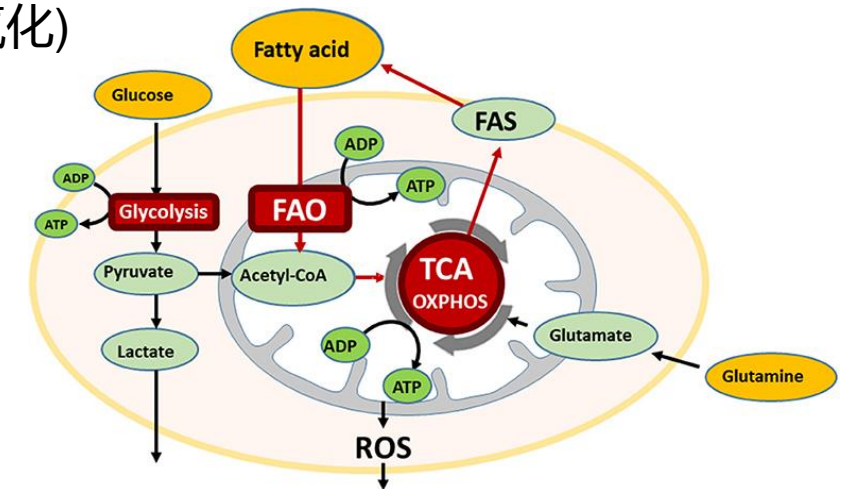 化)
Fatty acid
Glucose
FAS
ADP
ADP
ATP
Glycolysis
FAO
ATP
TCA
OXPHOS
Pyruvate
Acetyl-CoA
Glutamate
ADP
Lactate
ATP
Glutamine
ROS